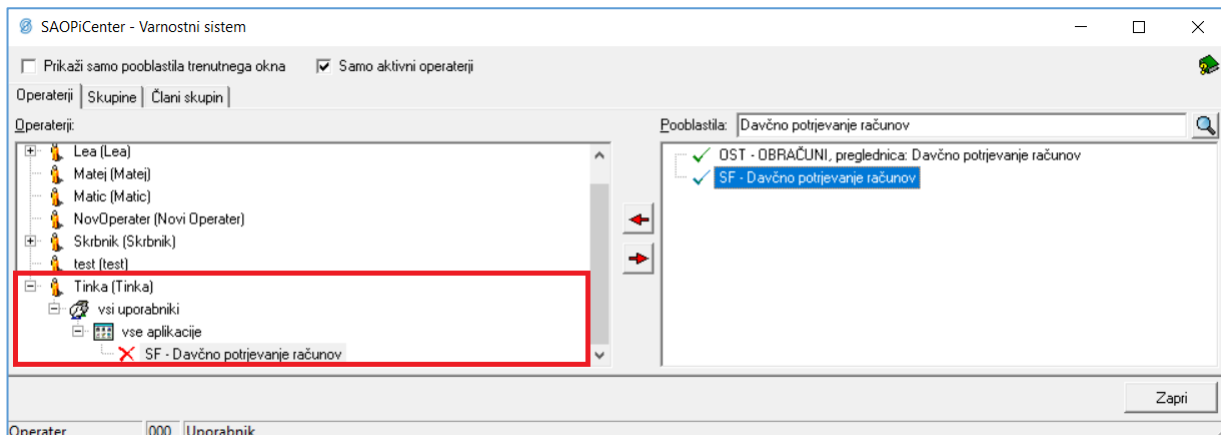 SAOPiCenter - Varnostni sistem
Prikaži samo pooblastila trenutnega okna Samo aktivni operaterji
Operaterji Skupine Člani skupin
Operaterji: Pooblastila: Davčno potrjevanje računov
Lea (Lea)
Matej (Matej)
Matic (Matic)
NovOperater (Novi Operater)
Skrbnik (Skrbnik)
test (test)
Tinka (Tinka)
vsi uporabniki
vse aplikacije
SF - Davčno potrjevanje računov
OST - OBRAČUNI, preglednica: Davčno potrjevanje računov
SF - Davčno potrjevanje računov
Zapri
Operater 000 Uporabnik